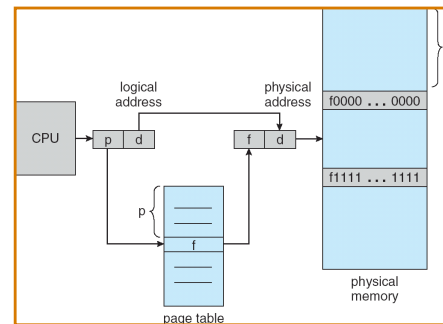 logical
address
physical
address
f0000 ... 0000
CPU
p d
f d
f1111 ... 1111
p
f
physical
memory
page table